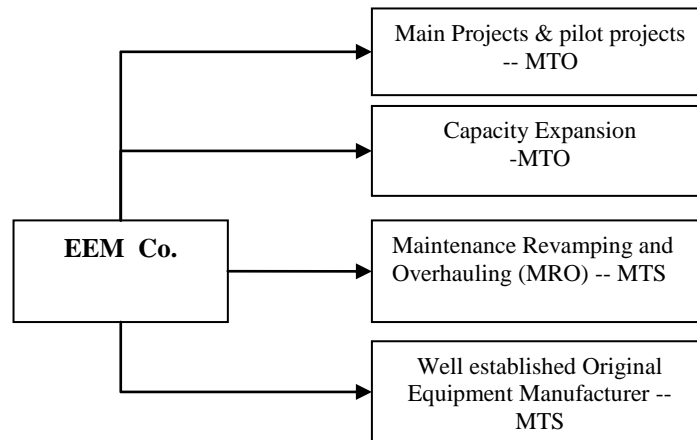 Main Projects & pilot projects
-- MTO
Capacity Expansion
-MTO
EEM Co.
Maintenance Revamping and
Overhauling (MRO) -- MTS
Well established Original
Equipment Manufacturer --
MTS